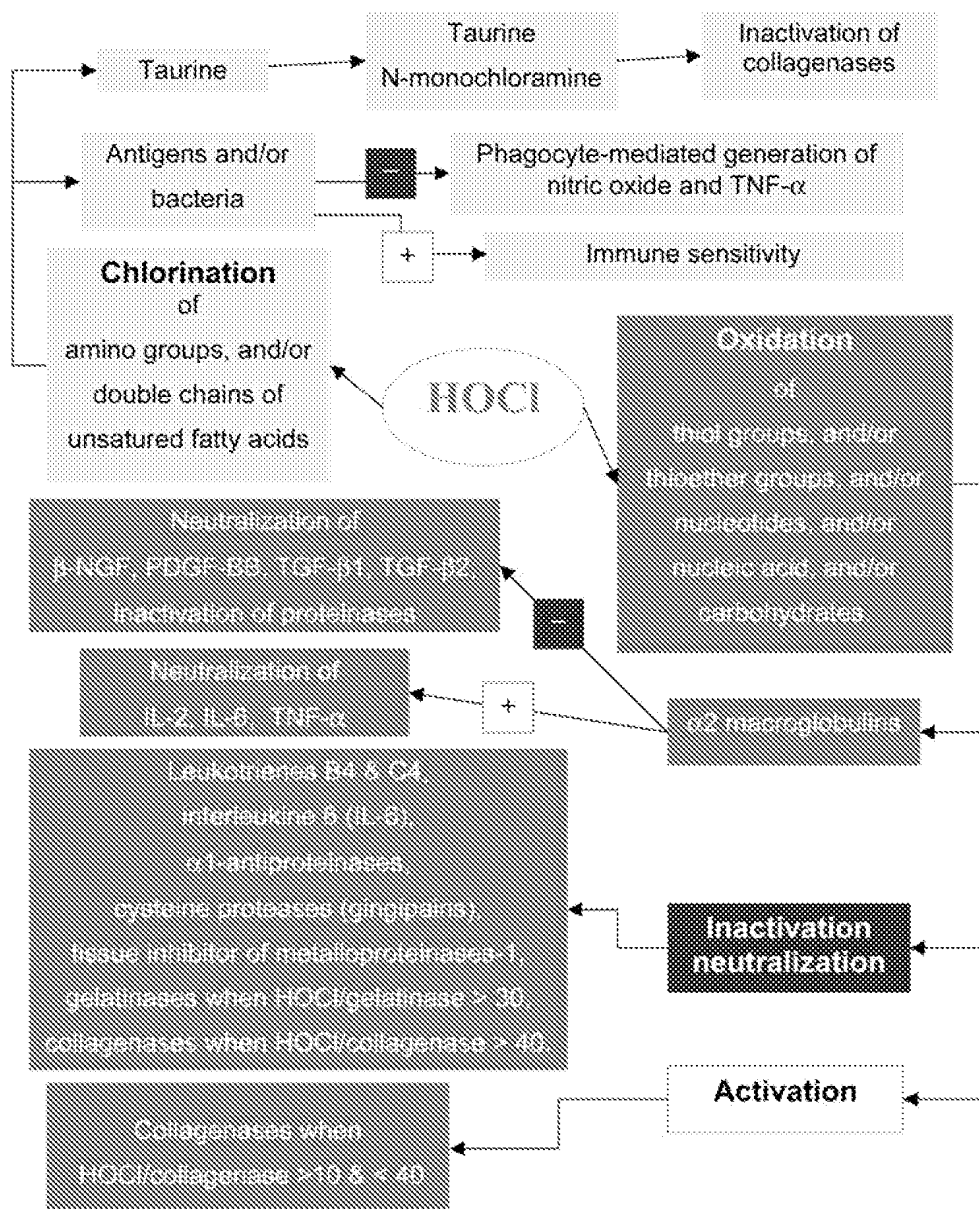 Taurine
Taurine
N-monochloramine
Inactivation of
collagenases
Antigens and/or
bacteria
–
Phagocyte-mediated generation of
nitric oxide and TNF-α
+
Immune sensitivity
Chlorination
of
amino groups, and/or
double chains of
unsatured fatty acids
HOCl
Oxidation
of
thiol groups, and/or
thioether groups, and/or
nucleotides, and/or
nucleic acid, and/or
carbohydrates
Neutralization of
β-NGF, PDGF-BB, TGF-β1, TGF-β2,
Inactivation of proteinases
–
Neutralization of
IL-2, IL-6, TNF-α
+
α2 macroglobulins
Leukotrienes B4 & C4,
interleukine 6 (IL-6),
α1-antiproteinases,
cysteine proteases (gingipains),
tissue inhibitor of metalloproteinases-1,
gelatinases when HOCl/gelatinase > 30,
collagenases when HOCl/collagenase > 40
Inactivation
neutralization
Activation
Collagenases when
HOCl/collagenase >10 & < 40